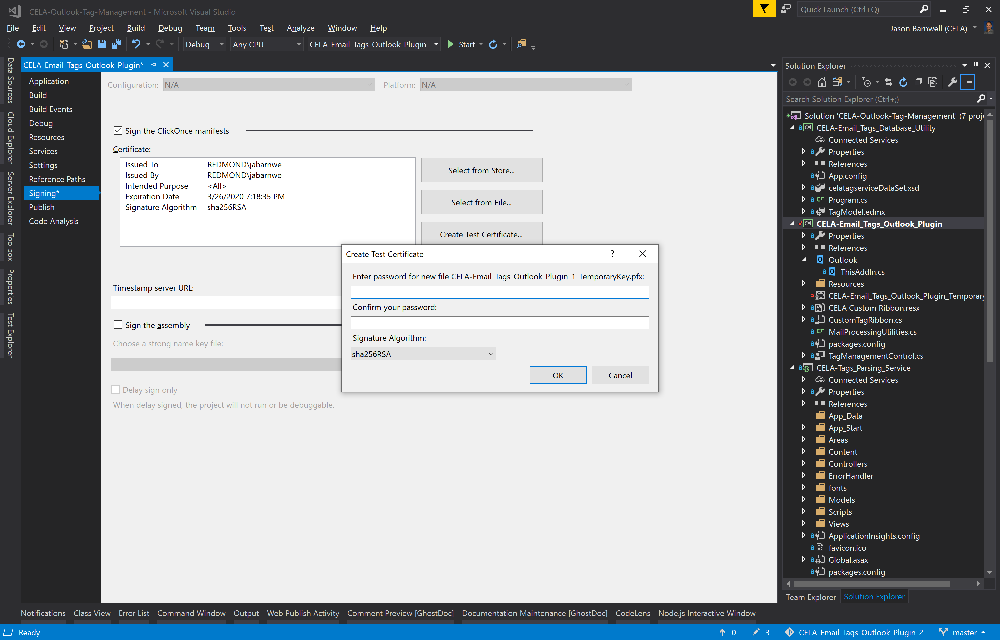 CELA-Outlook-Tag-Management - Microsoft Visual Studio
Quick Launch (Ctrl+Q)
File Edit View Project Build Debug Team Tools Test Analyze Window Help
Jason Barnwell (CELA)
Debug Any CPU CELA-Email_Tags_Outlook_Plugin Start
Data Sources
Cloud Explorer
Server Explorer
Toolbox
Properties
Test Explorer
CELA-Email_Tags_Outlook_Plugin*
Application
Build
Build Events
Debug
Resources
Services
Settings
Reference Paths
Signing*
Publish
Code Analysis
Configuration: N/A Platform: N/A
Sign the ClickOnce manifests
Certificate:
Issued To REDMOND\jabarnwe
Issued By REDMOND\jabarnwe
Intended Purpose <All>
Expiration Date 3/26/2020 7:18:35 PM
Signature Algorithm sha256RSA
Select from Store...
Select from File...
Create Test Certificate...
Timestamp server URL:
Sign the assembly
Choose a strong name key file:
Delay sign only
When delay signed, the project will not run or be debuggable.
Create Test Certificate
?
Enter password for new file CELA-Email_Tags_Outlook_Plugin_1_TemporaryKey.pfx:
Confirm your password:
Signature Algorithm:
sha256RSA
OK Cancel
Solution Explorer
Search Solution Explorer (Ctrl+;)
Solution 'CELA-Outlook-Tag-Management' (7 proje
C# CELA-Email_Tags_Database_Utility
Connected Services
Properties
References
App.config
celatagserviceDataSet.xsd
C# Program.cs
TagModel.edmx
C# CELA-Email_Tags_Outlook_Plugin
Properties
References
Outlook
ThisAddIn.cs
Resources
CELA-Email_Tags_Outlook_Plugin_Temporary
CELA Custom Ribbon.resx
CustomTagRibbon.cs
C# MailProcessingUtilities.cs
packages.config
TagManagementControl.cs
CELA-Tags_Parsing_Service
Connected Services
Properties
References
App_Data
App_Start
Areas
Content
Controllers
ErrorHandler
fonts
Models
Scripts
Views
ApplicationInsights.config
favicon.ico
Global.asax
packages.config
Team Explorer Solution Explorer
Notifications Class View Error List Command Window Output Web Publish Activity Comment Preview [GhostDoc] Documentation Maintenance [GhostDoc] CodeLens Node.js Interactive Window
Ready 0 3 CELA-Email_Tags_Outlook_Plugin_2 master